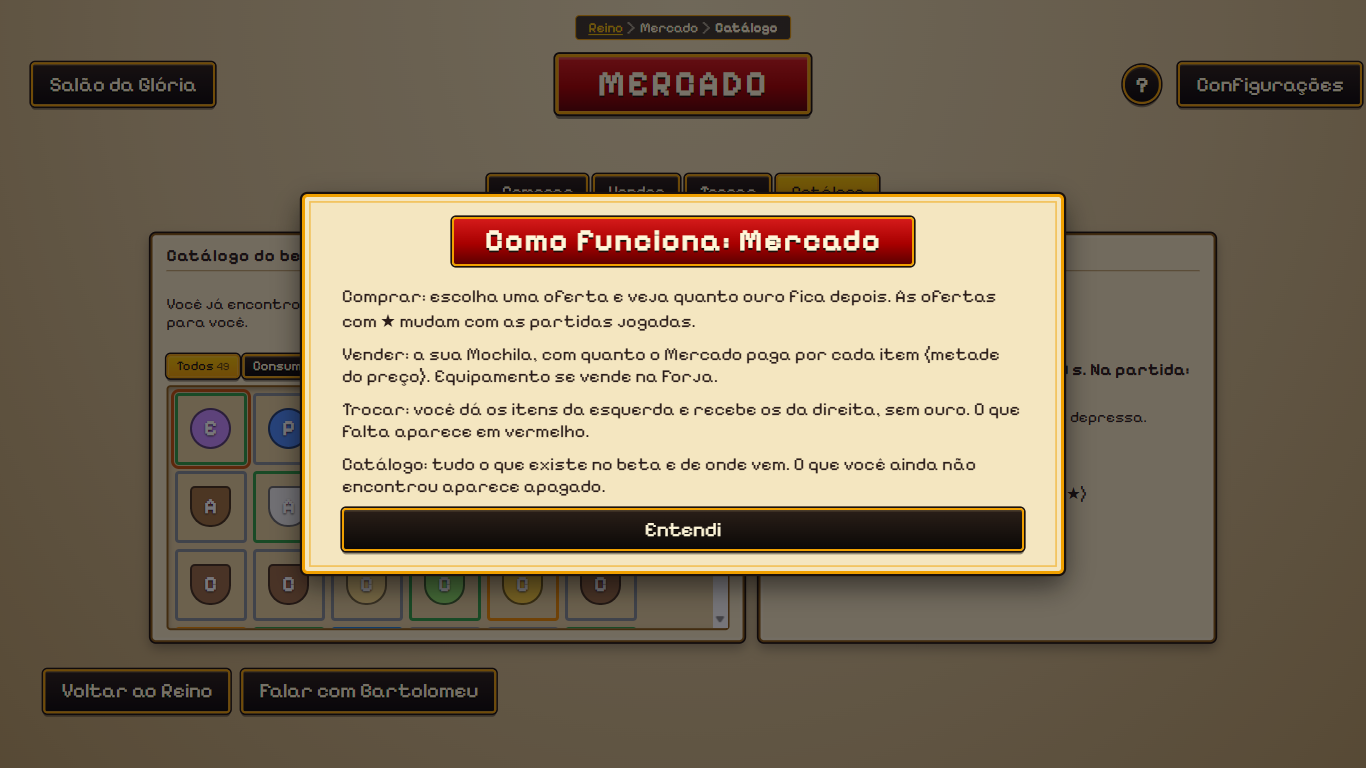 Reino > Mercado > Catálogo
Salão da Glória
MERCADO
?
Configurações
Comprar Vender Trocar Catálogo
Como funciona: Mercado
Catálogo do be
Comprar: escolha uma oferta e veja quanto ouro fica depois. As ofertas
com ★ mudam com as partidas jogadas.
Você já encontro
para você.
Vender: a sua Mochila, com quanto o Mercado paga por cada item (metade
do preço). Equipamento se vende na Forja.
Todos 49
Consum
s. Na partida:
Trocar: você dá os itens da esquerda e recebe os da direita, sem ouro. O que
falta aparece em vermelho.
depressa.
E P
Catálogo: tudo o que existe no beta e de onde vem. O que você ainda não
encontrou aparece apagado.
★)
A A
Entendi
O O O G O O
Voltar ao Reino
Falar com Bartolomeu